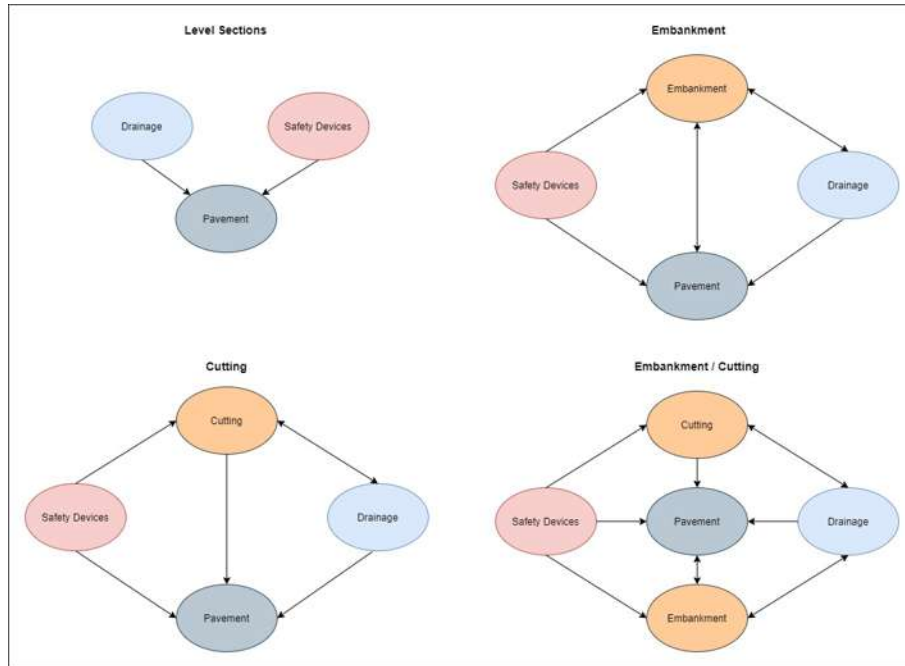 Level Sections
Drainage
Safety Devices
Pavement
Embankment
Embankment
Safety Devices
Drainage
Pavement
Cutting
Cutting
Safety Devices
Drainage
Pavement
Embankment / Cutting
Cutting
Safety Devices
Pavement
Drainage
Embankment